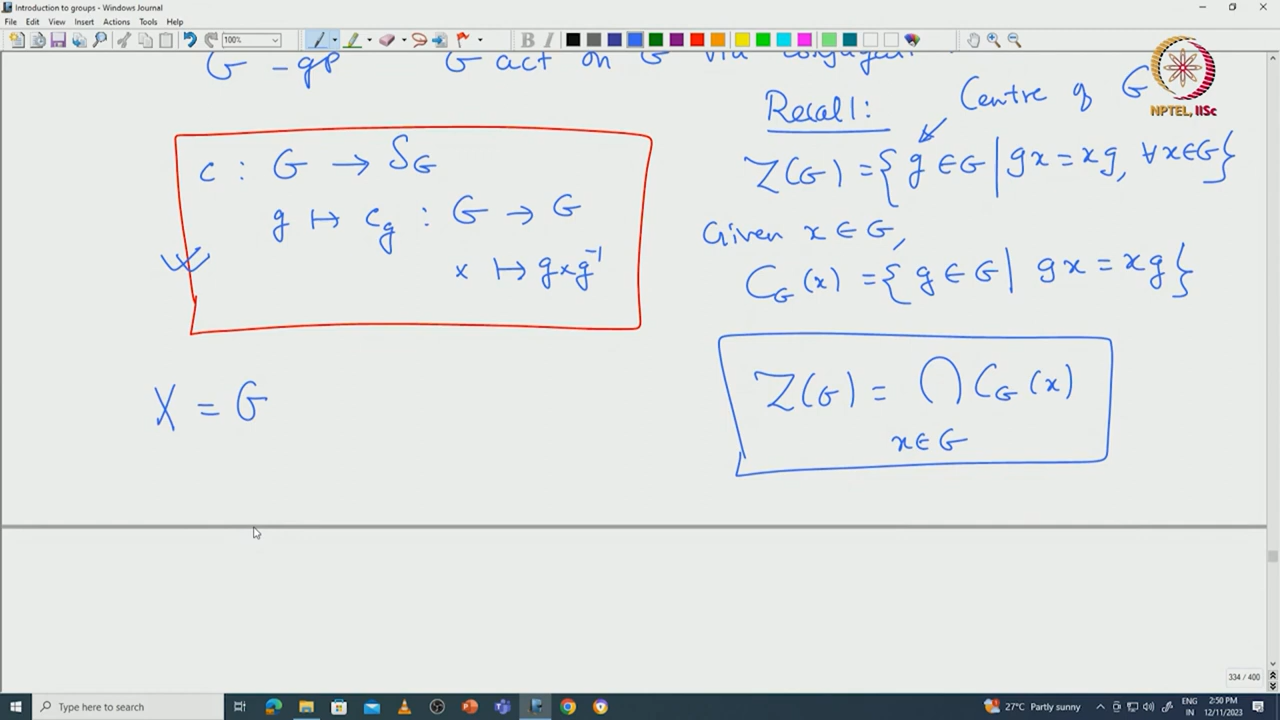 Introduction to groups - Windows Journal
File Edit View Insert Actions Tools Help
100%
B I
G - gp G act on G via
NPTEL, IISc
c : G → S_G
g ↦ c_g : G → G
x ↦ gxg⁻¹
X = G
Recall: Centre of G
Z(G) = {g ∈ G | gx = xg, ∀x∈G}
Given x ∈ G,
C_G(x) = {g ∈ G | gx = xg}
Z(G) = ⋂ C_G(x)
x∈G
334 / 400
Type here to search
27°C Partly sunny
ENG
IN
2:50 PM
12/11/2023